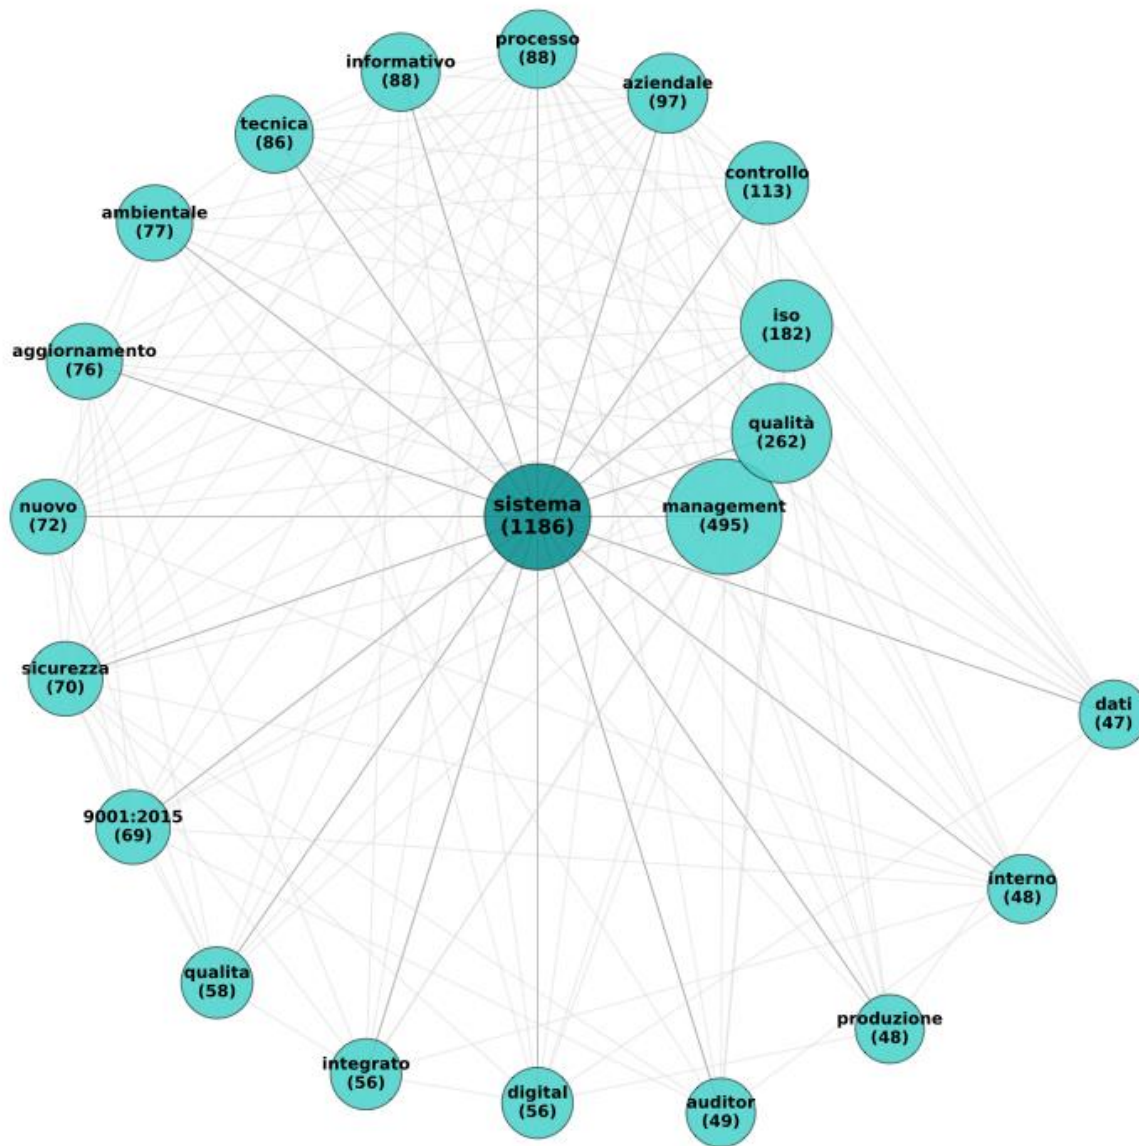 processo
(88)
informativo
(88)
aziendale
(97)
tecnica
(86)
controllo
(113)
ambientale
(77)
iso
(182)
aggiornamento
(76)
qualità
(262)
sistema
(1186)
management
(495)
nuovo
(72)
sicurezza
(70)
dati
(47)
9001:2015
(69)
interno
(48)
qualita
(58)
produzione
(48)
integrato
(56)
digital
(56)
auditor
(49)